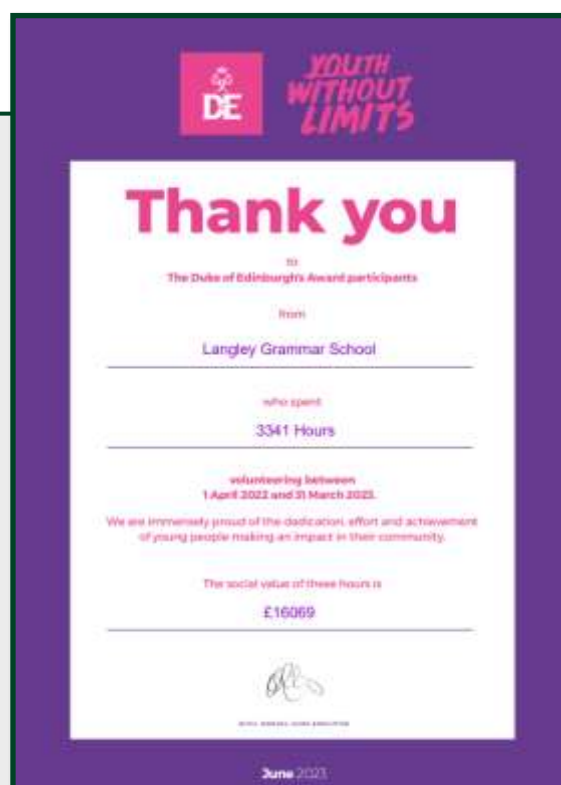 DE
YOUTH
WITHOUT
LIMITS
Thank you
to
The Duke of Edinburgh's Award participants
from
Langley Grammar School
who spent
3341 Hours
volunteering between
1 April 2022 and 31 March 2023.
We are immensely proud of the dedication, effort and achievement
of young people making an impact in their community.
The social value of these hours is
£16069
June 2023